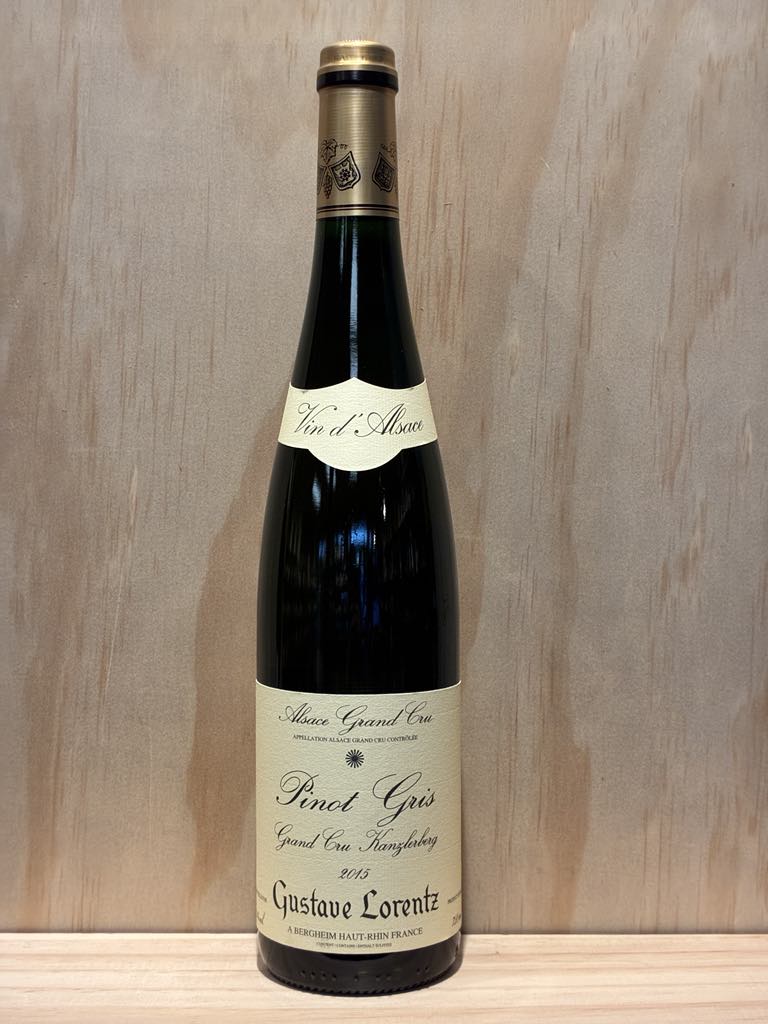 Vin d'Alsace
Alsace Grand Cru
APPELLATION ALSACE GRAND CRU CONTRÔLÉE
Pinot Gris
Grand Cru Kanzlerberg
2015
Gustave Lorentz
A BERGHEIM HAUT-RHIN FRANCE